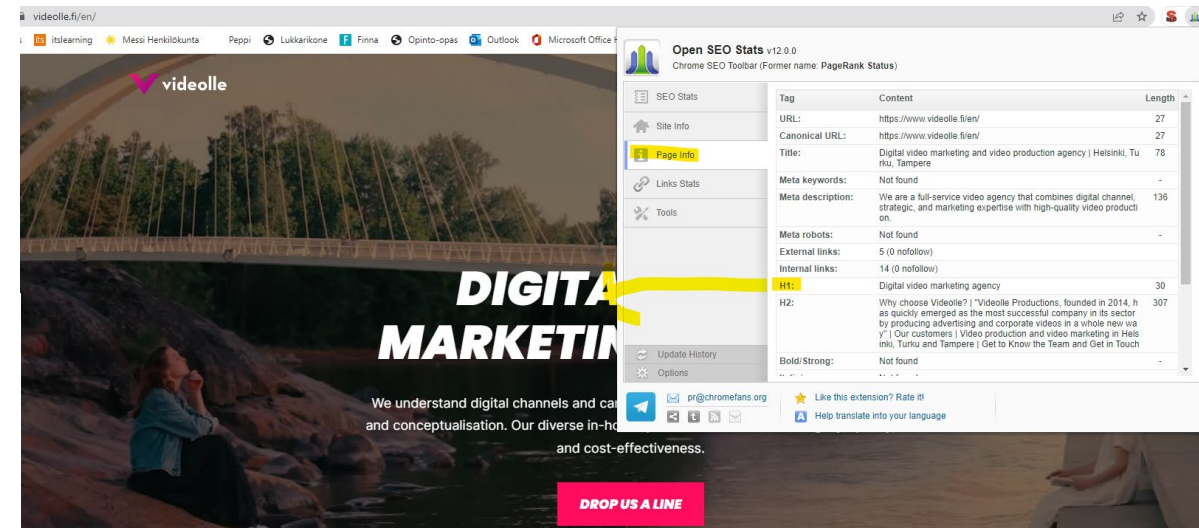 videolle.fi/en/
its itslearning Messi Henkilökunta Peppi Lukkarikone F Finna Opinto-opas Outlook Microsoft Office
videolle
DIGITA
MARKETIN
We understand digital channels and
and conceptualisation. Our diverse
and cost-effectiveness.
DROP US A LINE
Open SEO Stats v12.0.0
Chrome SEO Toolbar (Former name: PageRank Status)
SEO Stats
Site Info
Page Info
Links Stats
Tools
Update History
Options
Tag Content Length
URL: https://www.videolle.fi/en/ 27
Canonical URL: https://www.videolle.fi/en/ 27
Title: Digital video marketing and video production agency | Helsinki, Tu 78
rku, Tampere
Meta keywords: Not found -
Meta description: We are a full-service video agency that combines digital channel, 136
strategic, and marketing expertise with high-quality video producti
on.
Meta robots: Not found -
External links: 5 (0 nofollow)
Internal links: 14 (0 nofollow)
H1: Digital video marketing agency 30
H2: Why choose Videolle? | "Videolle Productions, founded in 2014, h 307
as quickly emerged as the most successful company in its sector
by producing advertising and corporate videos in a whole new wa
y" | Our customers | Video production and video marketing in Hels
inki, Turku and Tampere | Get to Know the Team and Get in Touch
Bold/Strong: Not found -
pr@chromefans.org
Like this extension? Rate it!
Help translate into your language